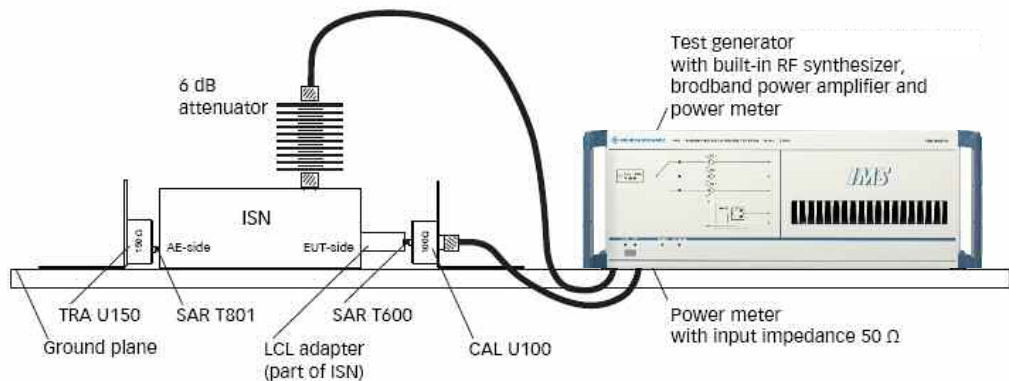 Test generator
with built-in RF synthesizer,
brodband power amplifier and
power meter
6 dB
attenuator
IMS
ISN
150 Ω
AE-side
EUT-side
100Ω
TRA U150
SAR T801
SAR T600
CAL U100
Ground plane
LCL adapter
(part of ISN)
Power meter
with input impedance 50 Ω